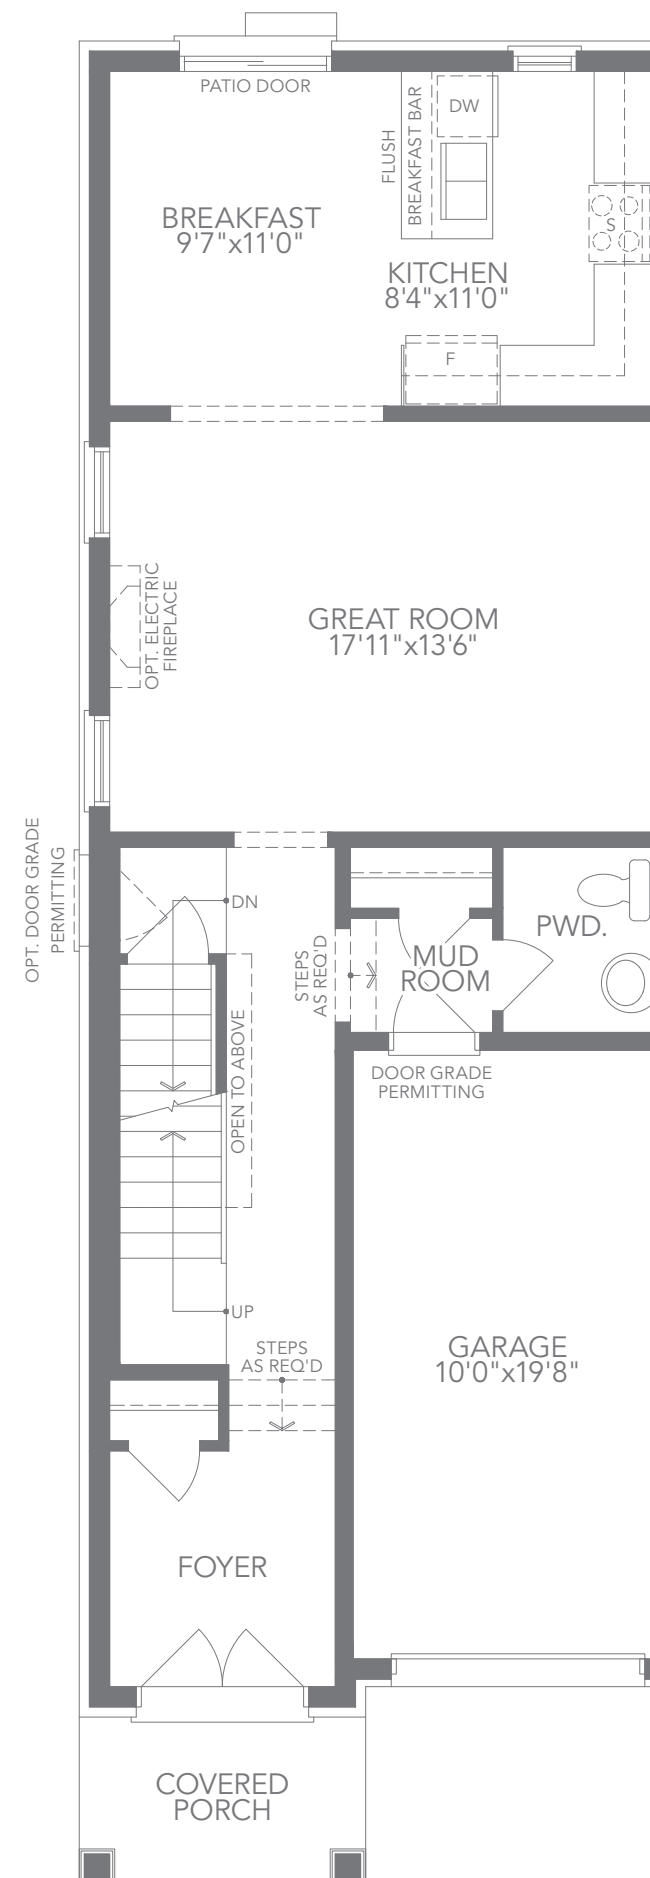 PATIO DOOR
FLUSH
BREAKFAST BAR
DW
S
BREAKFAST
9'7"x11'0"
KITCHEN
8'4"x11'0"
F
OPT. ELECTRIC
FIREPLACE
GREAT ROOM
17'11"x13'6"
OPT. DOOR GRADE
PERMITTING
DN
STEPS
AS REQ'D
MUD
ROOM
PWD.
OPEN TO ABOVE
DOOR GRADE
PERMITTING
UP
STEPS
AS REQ'D
GARAGE
10'0"x19'8"
FOYER
COVERED
PORCH